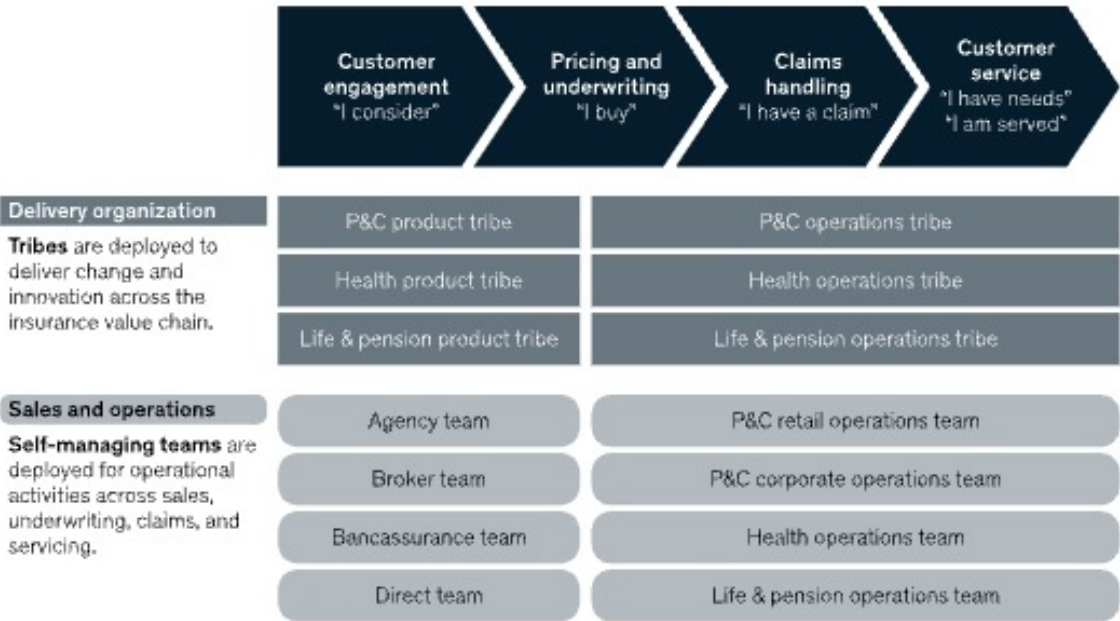 Customer
engagement
"I consider"
Pricing and
underwriting
"I buy"
Claims
handling
"I have a claim"
Customer
service
"I have needs"
"I am served"
Delivery organization
Tribes are deployed to
deliver change and
innovation across the
insurance value chain.
P&C product tribe
P&C operations tribe
Health product tribe
Health operations tribe
Life & pension product tribe
Life & pension operations tribe
Sales and operations
Self-managing teams are
deployed for operational
activities across sales,
underwriting, claims, and
servicing.
Agency team
P&C retail operations team
Broker team
P&C corporate operations team
Bancassurance team
Health operations team
Direct team
Life & pension operations team